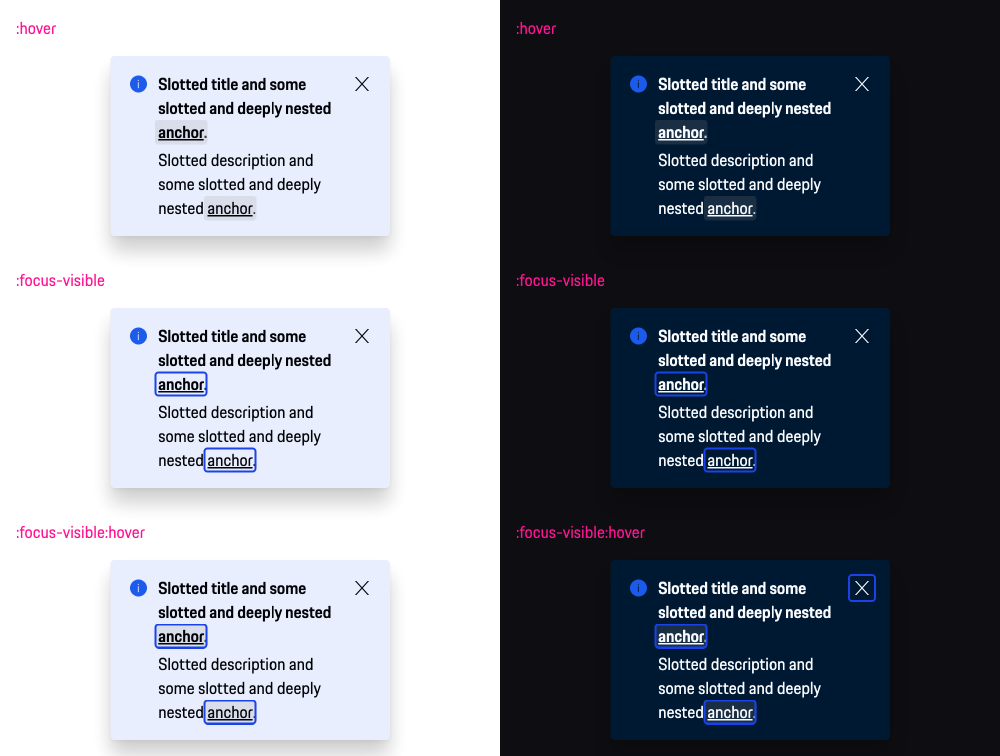 :hover
Slotted title and some
slotted and deeply nested
anchor.
Slotted description and
some slotted and deeply
nested anchor.
:focus-visible
Slotted title and some
slotted and deeply nested
anchor.
Slotted description and
some slotted and deeply
nested anchor.
:focus-visible:hover
Slotted title and some
slotted and deeply nested
anchor.
Slotted description and
some slotted and deeply
nested anchor.
:hover
Slotted title and some
slotted and deeply nested
anchor.
Slotted description and
some slotted and deeply
nested anchor.
:focus-visible
Slotted title and some
slotted and deeply nested
anchor.
Slotted description and
some slotted and deeply
nested anchor.
:focus-visible:hover
Slotted title and some
slotted and deeply nested
anchor.
Slotted description and
some slotted and deeply
nested anchor.